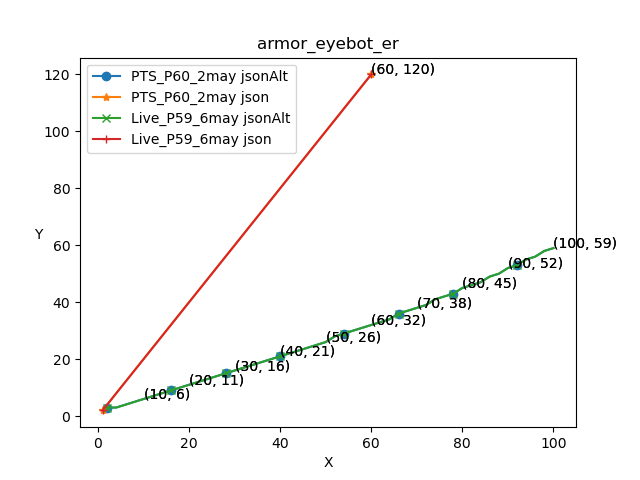 armor_eyebot_er
PTS_P60_2may jsonAlt
PTS_P60_2may json
Live_P59_6may jsonAlt
Live_P59_6may json
(60, 120)
(100, 59)
(90, 52)
(80, 45)
(70, 38)
(60, 32)
(50, 26)
(40, 21)
(30, 16)
(20, 11)
(10, 6)
Y
120
100
80
60
40
20
0
0 20 40 60 80 100
X